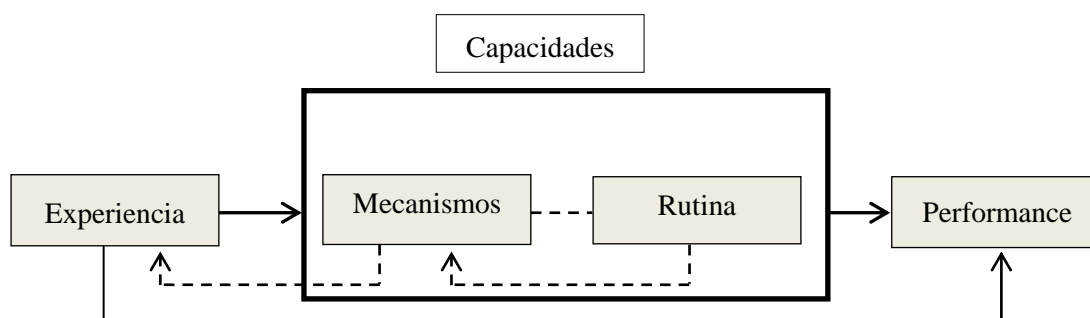 Capacidades
Experiencia
Mecanismos
Rutina
Performance